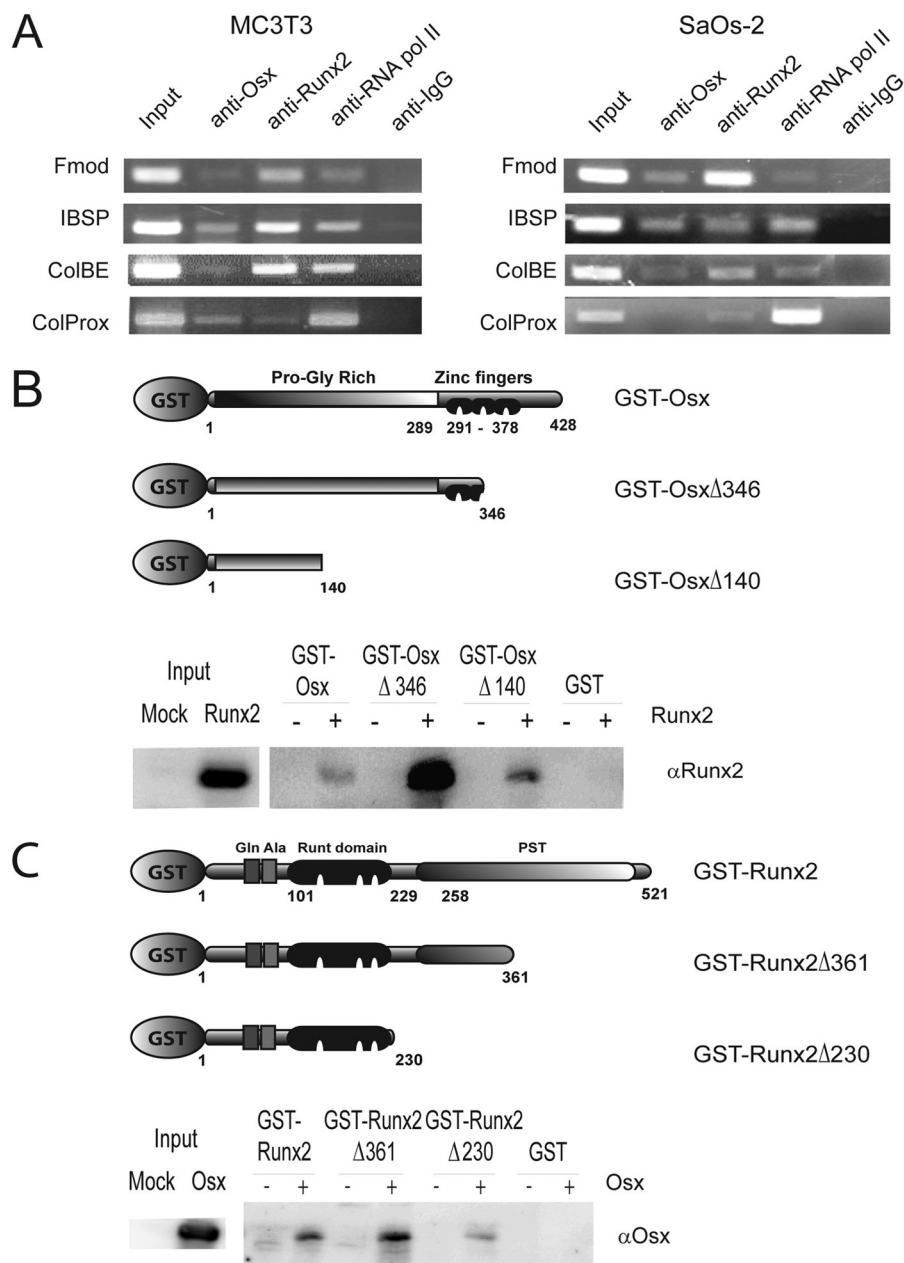 A
MC3T3
SaOs-2
Input anti-Osx anti-Runx2 anti-RNA pol II anti-IgG
Input anti-Osx anti-Runx2 anti-RNA pol II anti-IgG
Fmod
IBSP
ColBE
ColProx
Fmod
IBSP
ColBE
ColProx
B
GST Pro-Gly Rich Zinc fingers
1 289 291 - 378 428
GST-Osx
GST
1 346
GST-OsxΔ346
GST
1 140
GST-OsxΔ140
Input
Mock Runx2
GST-Osx GST-Osx Δ 346 GST-Osx Δ 140 GST
- + - + - + - + Runx2
αRunx2
C
GST Gln Ala Runt domain PST
1 101 229 258 521
GST-Runx2
GST
1 361
GST-Runx2Δ361
GST
1 230
GST-Runx2Δ230
Input
Mock Osx
GST-Runx2 GST-Runx2 Δ361 GST-Runx2 Δ230 GST
- + - + - + - + Osx
αOsx